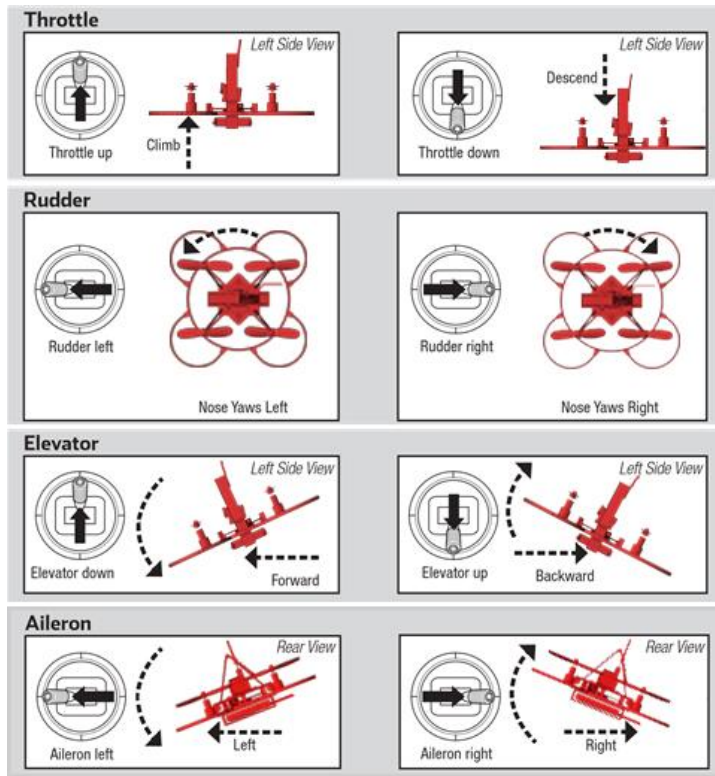 Throttle
Left Side View
Climb
Throttle up
Left Side View
Descend
Throttle down
Rudder
Rudder left
Nose Yaws Left
Rudder right
Nose Yaws Right
Elevator
Left Side View
Elevator down
Forward
Left Side View
Elevator up
Backward
Aileron
Rear View
Left
Aileron left
Rear View
Right
Aileron right